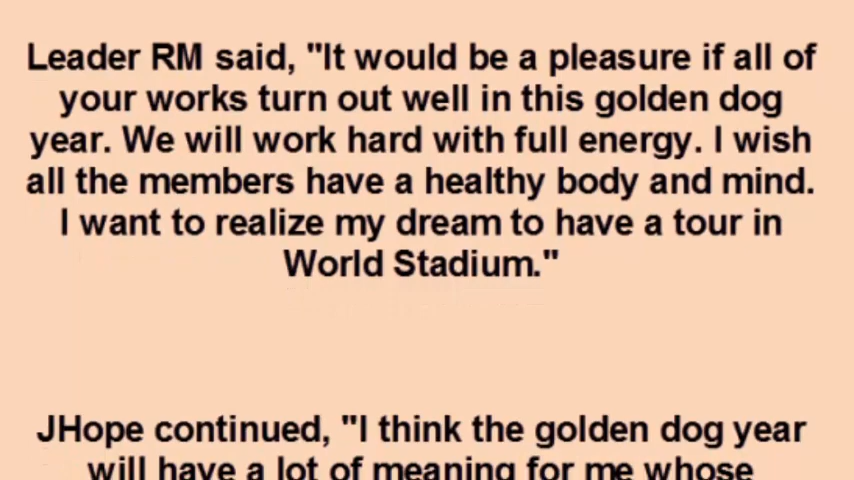 Leader RM said, "It would be a pleasure if all of
your works turn out well in this golden dog
year. We will work hard with full energy. I wish
all the members have a healthy body and mind.
I want to realize my dream to have a tour in
World Stadium."
JHope continued, "I think the golden dog year
will have a lot of meaning for me whose